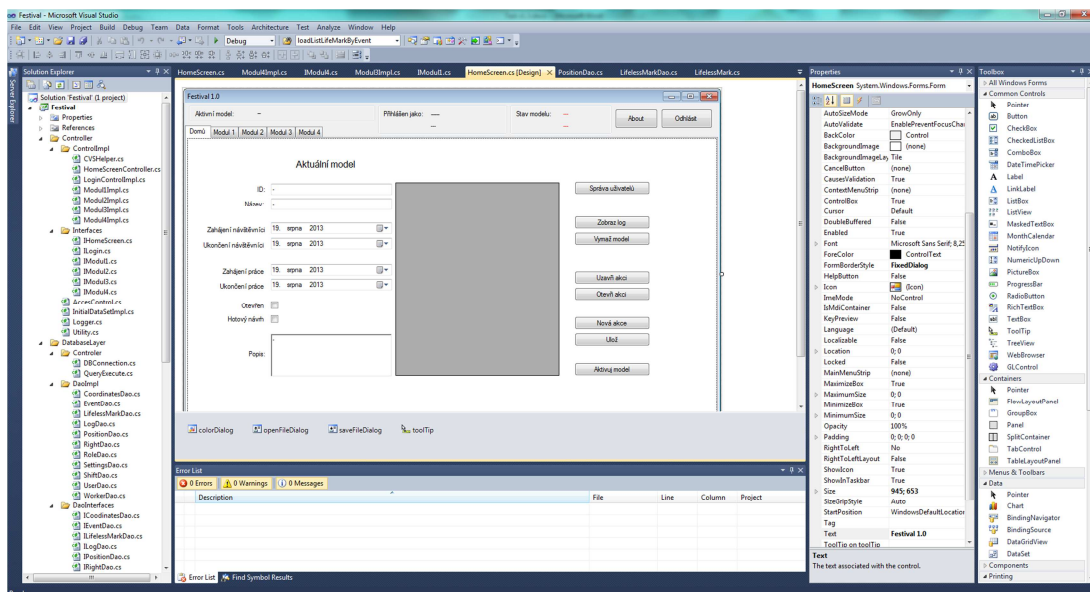 Festival - Microsoft Visual Studio
File Edit View Project Build Debug Team Data Format Tools Architecture Test Analyze Window Help
Debug loadListLifeMarkByEvent
Server Explorer
Solution Explorer
Solution 'Festival' (1 project)
Festival
Properties
References
Controller
ControlImpl
CVSHelper.cs
HomeScreenController.cs
LoginControlImpl.cs
Modul1Impl.cs
Modul2Impl.cs
Modul3Impl.cs
Modul4Impl.cs
Interfaces
IHomeScreen.cs
ILogin.cs
IModul1.cs
IModul2.cs
IModul3.cs
IModul4.cs
AccesControl.cs
InitialDataSetImpl.cs
Logger.cs
Utility.cs
DatabaseLayer
Controler
DBConnection.cs
QueryExecute.cs
DaoImpl
CoordinatesDao.cs
EventDao.cs
LifelessMarkDao.cs
LogDao.cs
PositionDao.cs
RightDao.cs
RoleDao.cs
SettingsDao.cs
ShiftDao.cs
UserDao.cs
WorkerDao.cs
DaoInterfaces
ICoodinatesDao.cs
IEventDao.cs
ILifelessMarkDao.cs
ILogDao.cs
IPositionDao.cs
IRightDao.cs
HomeScreen.cs Modul4Impl.cs IModul4.cs Modul3Impl.cs IModul1.cs HomeScreen.cs [Design] PositionDao.cs LifelessMarkDao.cs LifelessMark.cs
Festival 1.0
Aktivní model: – Přihlášen jako: ---- Stav modelu: -- About Odhlásit
-- --
Domů Modul 1 Modul 2 Modul 3 Modul 4
Aktuální model
ID: -
Název: -
Zahájení návštěvníci 19. srpna 2013
Ukončení návštěvníci 19. srpna 2013
Zahájení práce 19. srpna 2013
Ukončení práce 19. srpna 2013
Otevřen
Hotový návrh
Popis: -
Správa uživatelů
Zobraz log
Vymaž model
Uzavři akci
Otevři akci
Nová akce
Ulož
Aktivuj model
colorDialog openFileDialog saveFileDialog toolTip
Error List
0 Errors 0 Warnings 0 Messages
Description File Line Column Project
Error List Find Symbol Results
Properties
HomeScreen System.Windows.Forms.Form
AutoSizeMode GrowOnly
AutoValidate EnablePreventFocusChan
BackColor Control
BackgroundImage (none)
BackgroundImageLay Tile
CancelButton (none)
CausesValidation True
ContextMenuStrip (none)
ControlBox True
Cursor Default
DoubleBuffered False
Enabled True
Font Microsoft Sans Serif; 8,25
ForeColor ControlText
FormBorderStyle FixedDialog
HelpButton False
Icon (Icon)
ImeMode NoControl
IsMdiContainer False
KeyPreview False
Language (Default)
Localizable False
Location 0; 0
Locked False
MainMenuStrip (none)
MaximizeBox True
MaximumSize 0; 0
MinimizeBox True
MinimumSize 0; 0
Opacity 100%
Padding 0; 0; 0; 0
RightToLeft No
RightToLeftLayout False
ShowIcon True
ShowInTaskbar True
Size 945; 653
SizeGripStyle Auto
StartPosition WindowsDefaultLocation
Tag
Text Festival 1.0
ToolTip on toolTip
Text
The text associated with the control.
Toolbox
All Windows Forms
Common Controls
Pointer
Button
CheckBox
CheckedListBox
ComboBox
DateTimePicker
Label
LinkLabel
ListBox
ListView
MaskedTextBox
MonthCalendar
NotifyIcon
NumericUpDown
PictureBox
ProgressBar
RadioButton
RichTextBox
TextBox
ToolTip
TreeView
WebBrowser
GLControl
Containers
Pointer
FlowLayoutPanel
GroupBox
Panel
SplitContainer
TabControl
TableLayoutPanel
Menus & Toolbars
Data
Pointer
Chart
BindingNavigator
BindingSource
DataGridView
DataSet
Components
Printing